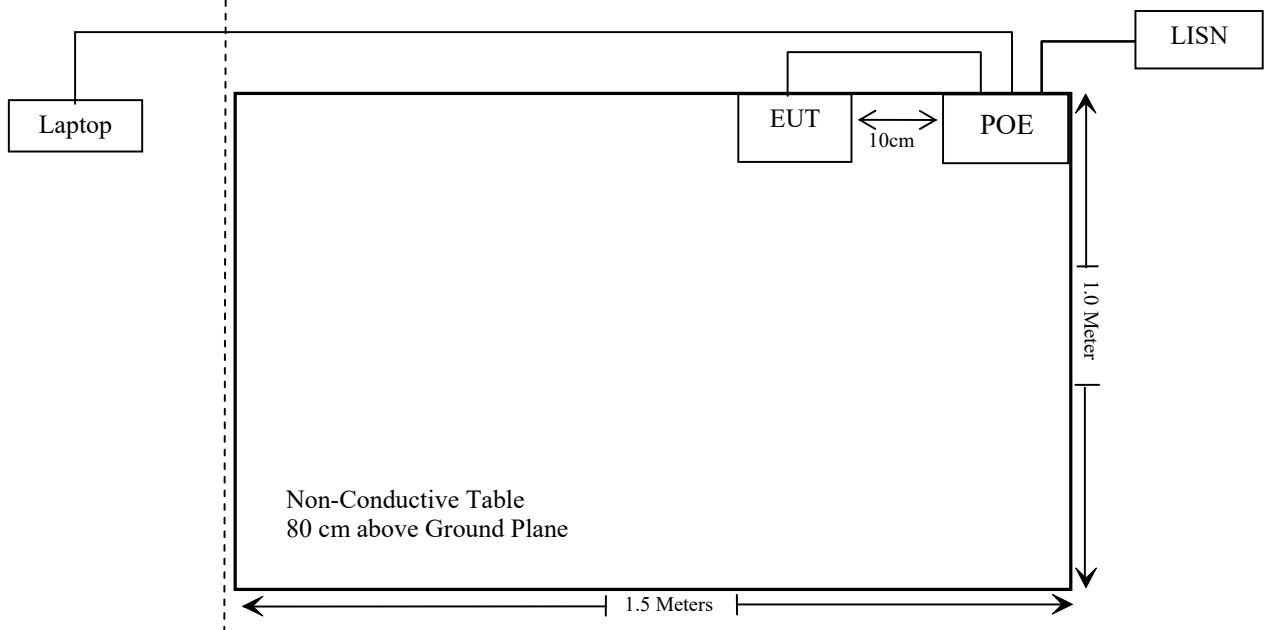 LISN
Laptop
EUT
POE
10cm
1.0 Meter
Non-Conductive Table
80 cm above Ground Plane
1.5 Meters